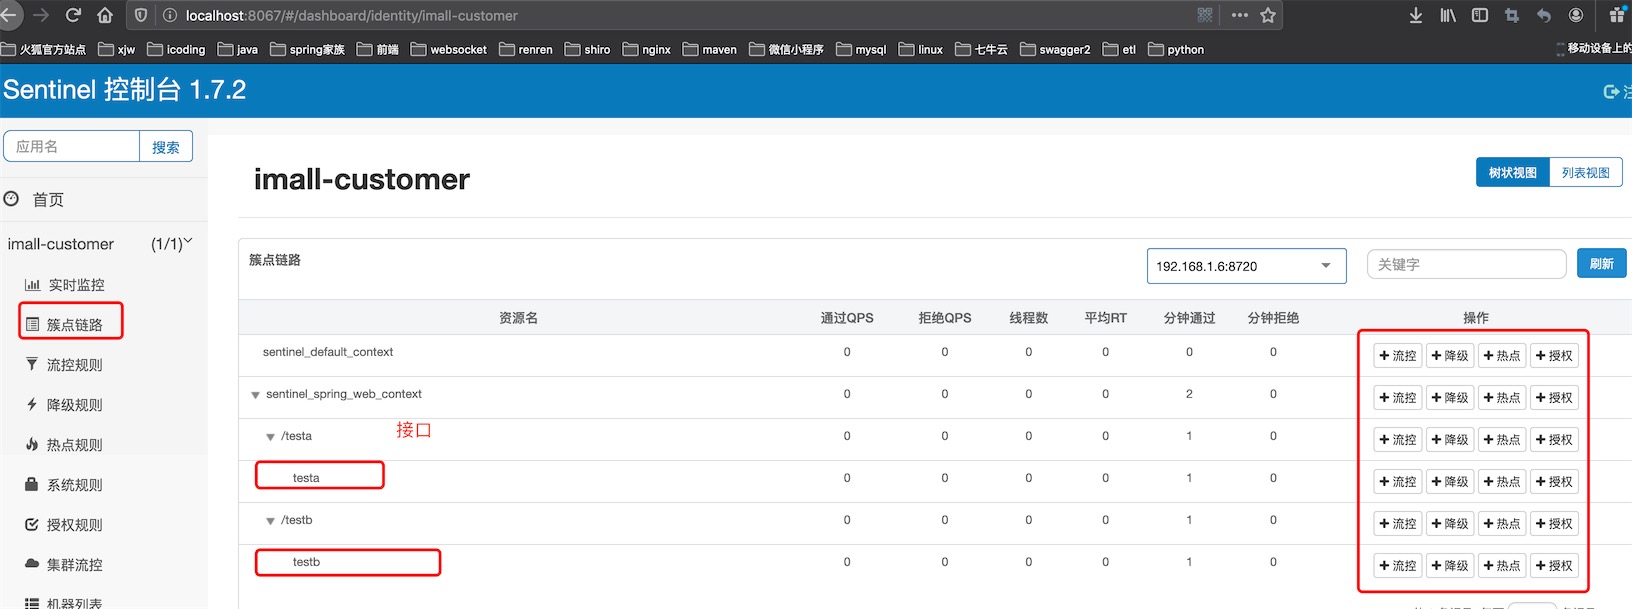 localhost:8067/#/dashboard/identity/imall-customer
火狐官方站点 xjw icoding java spring家族 前端 websocket renren shiro nginx maven 微信小程序 mysql linux 七牛云 swagger2 etl python 移动设备上的
Sentinel 控制台 1.7.2
应用名 搜索
imall-customer
树状视图 列表视图
首页
imall-customer (1/1)
簇点链路 192.168.1.6:8720 关键字 刷新
实时监控
簇点链路
流控规则
降级规则
热点规则
系统规则
授权规则
集群流控
机器列表
资源名 通过QPS 拒绝QPS 线程数 平均RT 分钟通过 分钟拒绝 操作
sentinel_default_context 0 0 0 0 0 0 +流控 +降级 +热点 +授权
sentinel_spring_web_context 0 0 0 0 2 0 +流控 +降级 +热点 +授权
接口
/testa 0 0 0 0 1 0 +流控 +降级 +热点 +授权
testa 0 0 0 0 1 0 +流控 +降级 +热点 +授权
/testb 0 0 0 0 1 0 +流控 +降级 +热点 +授权
testb 0 0 0 0 1 0 +流控 +降级 +热点 +授权